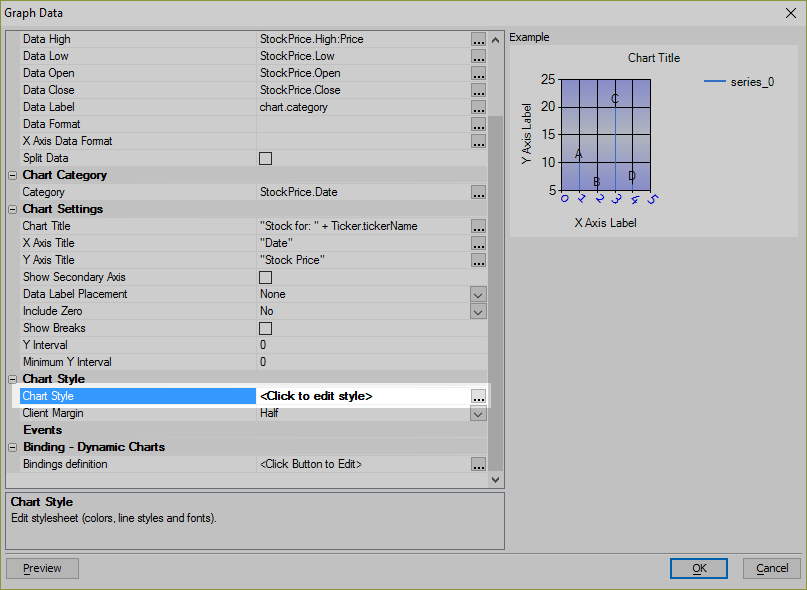 Graph Data
Data High StockPrice.High:Price ...
Data Low StockPrice.Low ...
Data Open StockPrice.Open ...
Data Close StockPrice.Close ...
Data Label chart.category ...
Data Format ...
X Axis Data Format ...
Split Data
Chart Category
Category StockPrice.Date ...
Chart Settings
Chart Title "Stock for: " + Ticker.tickerName ...
X Axis Title "Date" ...
Y Axis Title "Stock Price" ...
Show Secondary Axis
Data Label Placement None
Include Zero No
Show Breaks
Y Interval 0
Minimum Y Interval 0
Chart Style
Chart Style <Click to edit style> ...
Client Margin Half
Events
Binding - Dynamic Charts
Bindings definition <Click Button to Edit> ...
Chart Style
Edit stylesheet (colors, line styles and fonts).
Example
Chart Title
series_0
Y Axis Label
25
20
15
10
5
A
B
C
D
0 1 2 3 4 5
X Axis Label
Preview
OK
Cancel